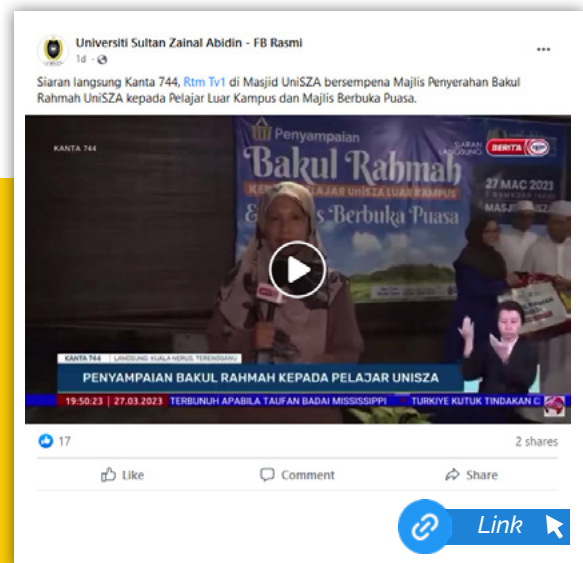 Universiti Sultan Zainal Abidin - FB Rasmi
1d
Siaran langsung Kanta 744, Rtm Tv1 di Masjid UniSZA bersempena Majlis Penyerahan Bakul
Rahmah UniSZA kepada Pelajar Luar Kampus dan Majlis Berbuka Puasa.
KANTA 744
SIARAN
LANGSUNG
BERITA
Penyampaian
Bakul Rahmah
PELAJAR UniSZA LUAR KAMPUS
27 MAC 2023
Berbuka Puasa
KANTA 744 LANGSUNG: KUALA NERUS, TERENGGANU
PENYAMPAIAN BAKUL RAHMAH KEPADA PELAJAR UNISZA
19:50:23 | 27.03.2023 TERBUNUH APABILA TAUFAN BADAI MISSISSIPPI TURKIYE KUTUK TINDAKAN
17
2 shares
Like Comment Share
Link